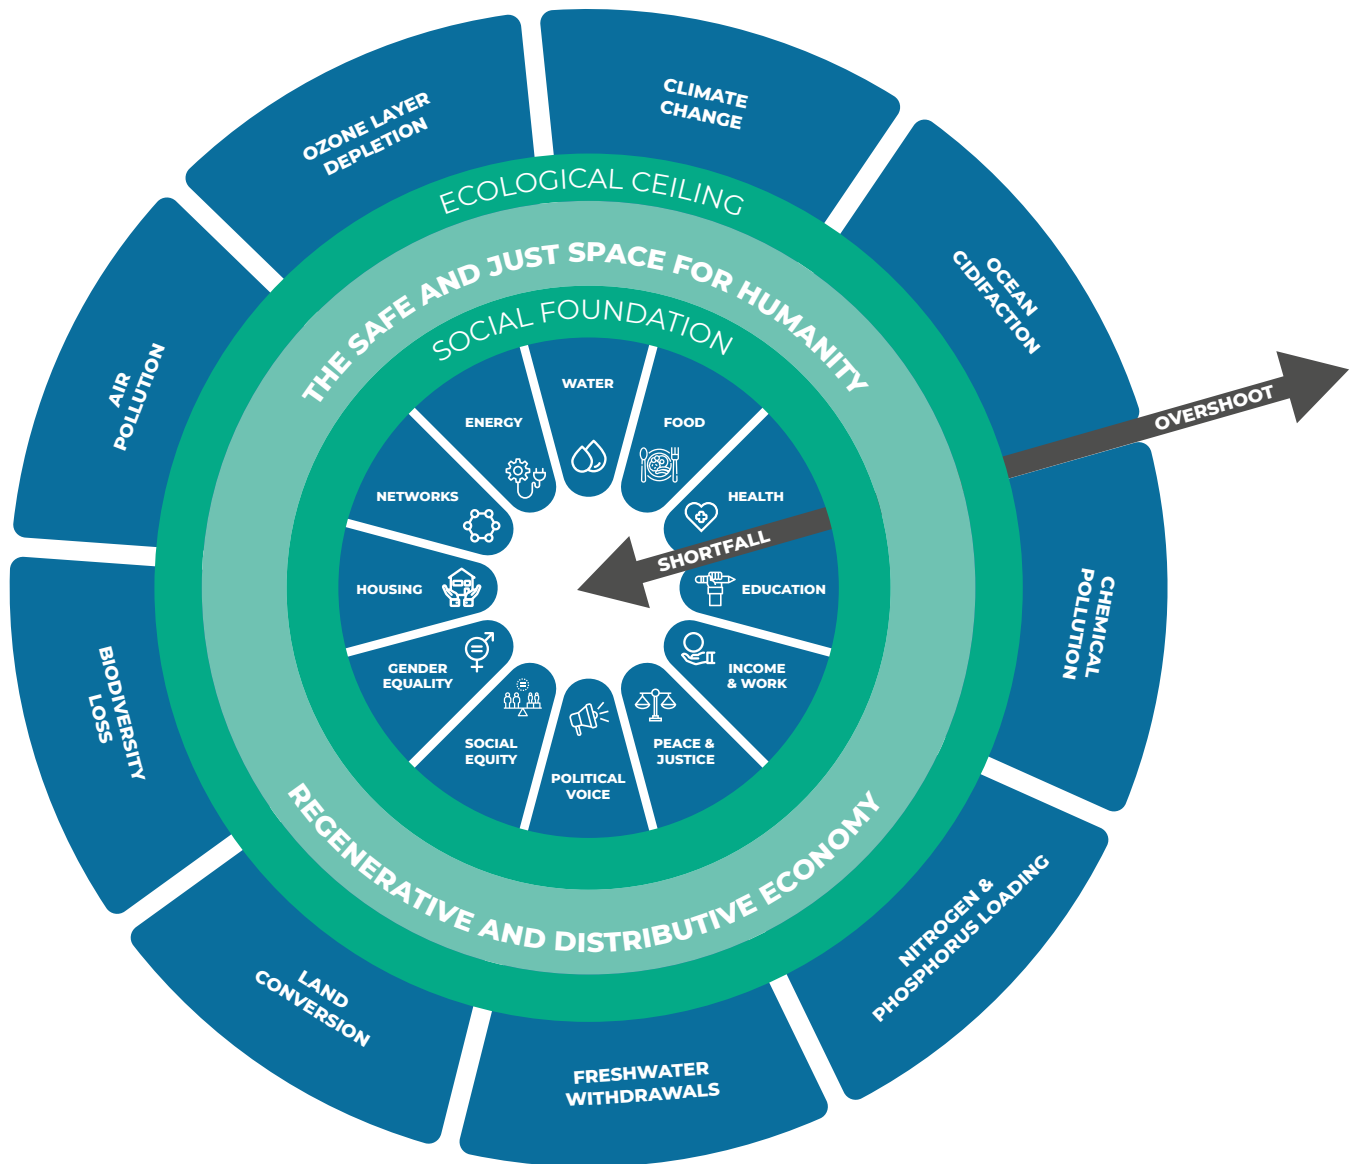 CLIMATE
CHANGE
OCEAN
CIDIFACTION
OVERSHOOT
CHEMICAL
POLLUTION
NITROGEN &
PHOSPHORUS LOADING
FRESHWATER
WITHDRAWALS
LAND
CONVERSION
BIODIVERSITY
LOSS
AIR
POLLUTION
OZONE LAYER
DEPLETION
ECOLOGICAL CEILING
THE SAFE AND JUST SPACE FOR HUMANITY
SOCIAL FOUNDATION
WATER
FOOD
HEALTH
SHORTFALL
EDUCATION
INCOME
& WORK
PEACE &
JUSTICE
POLITICAL
VOICE
SOCIAL
EQUITY
GENDER
EQUALITY
HOUSING
NETWORKS
ENERGY
REGENERATIVE AND DISTRIBUTIVE ECONOMY